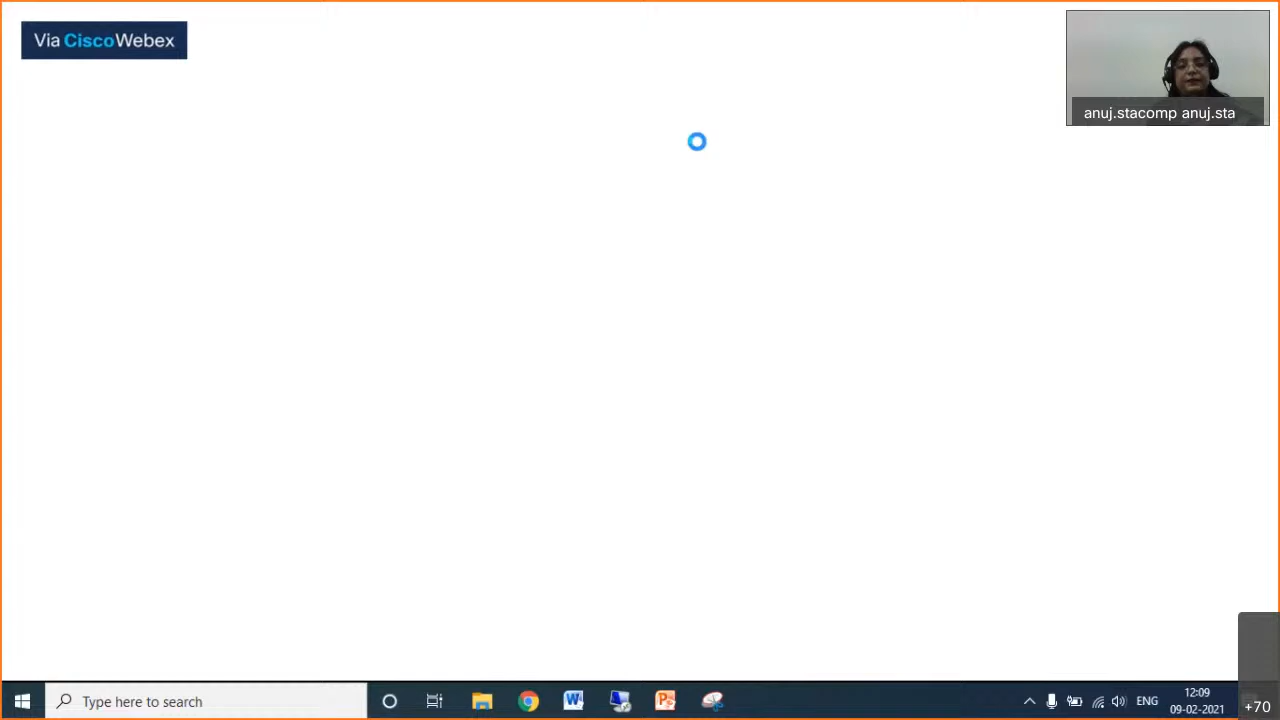 Via CiscoWebex
anuj.stacomp anuj.sta
Type here to search
ENG
12:09
09-02-2021
+70